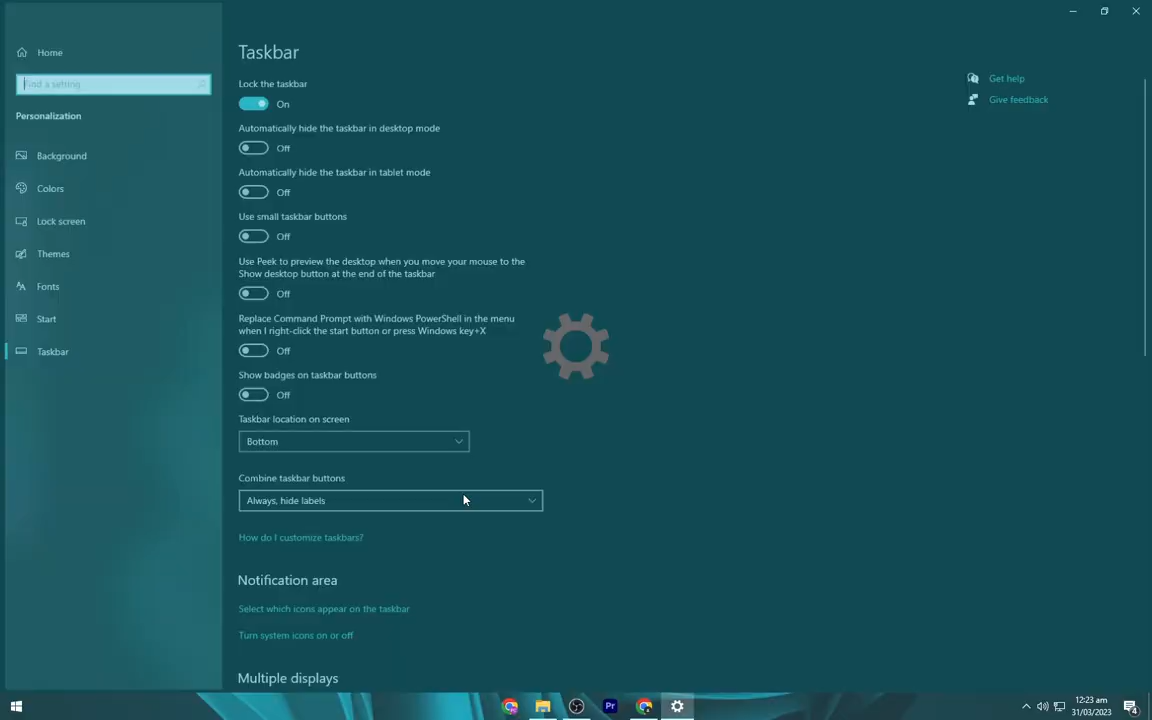 Home
Find a setting
Personalization
Background
Colors
Lock screen
Themes
Fonts
Start
Taskbar
Taskbar
Lock the taskbar
On
Automatically hide the taskbar in desktop mode
Off
Automatically hide the taskbar in tablet mode
Off
Use small taskbar buttons
Off
Use Peek to preview the desktop when you move your mouse to the
Show desktop button at the end of the taskbar
Off
Replace Command Prompt with Windows PowerShell in the menu
when I right-click the start button or press Windows key+X
Off
Show badges on taskbar buttons
Off
Taskbar location on screen
Bottom
Combine taskbar buttons
Always, hide labels
How do I customize taskbars?
Notification area
Select which icons appear on the taskbar
Turn system icons on or off
Multiple displays
Get help
Give feedback
Pr
12:23 am
31/03/2023
4